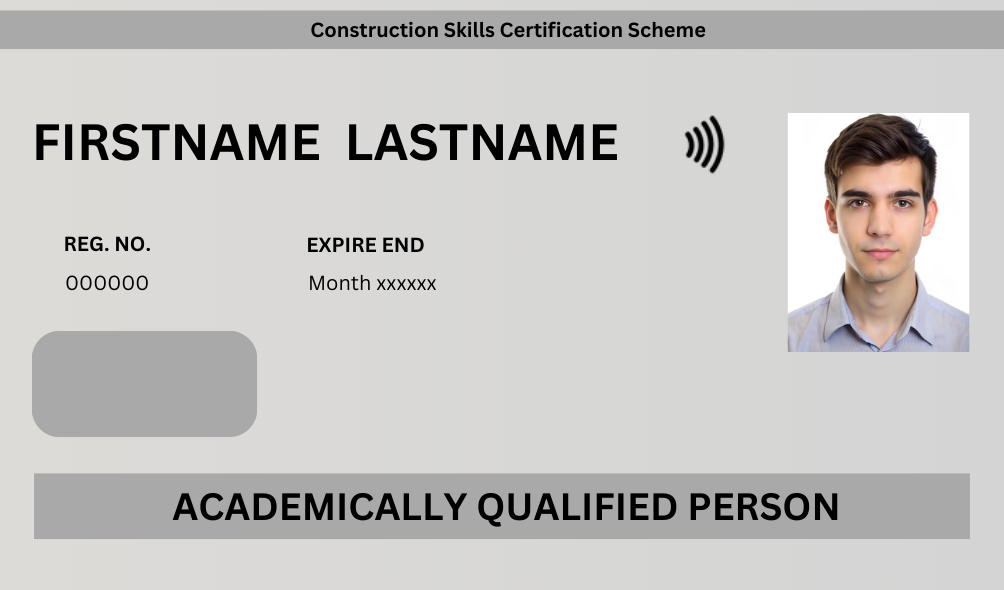 Construction Skills Certification Scheme
FIRSTNAME LASTNAME
REG. NO. EXPIRE END
000000 Month xxxxxx
ACADEMICALLY QUALIFIED PERSON